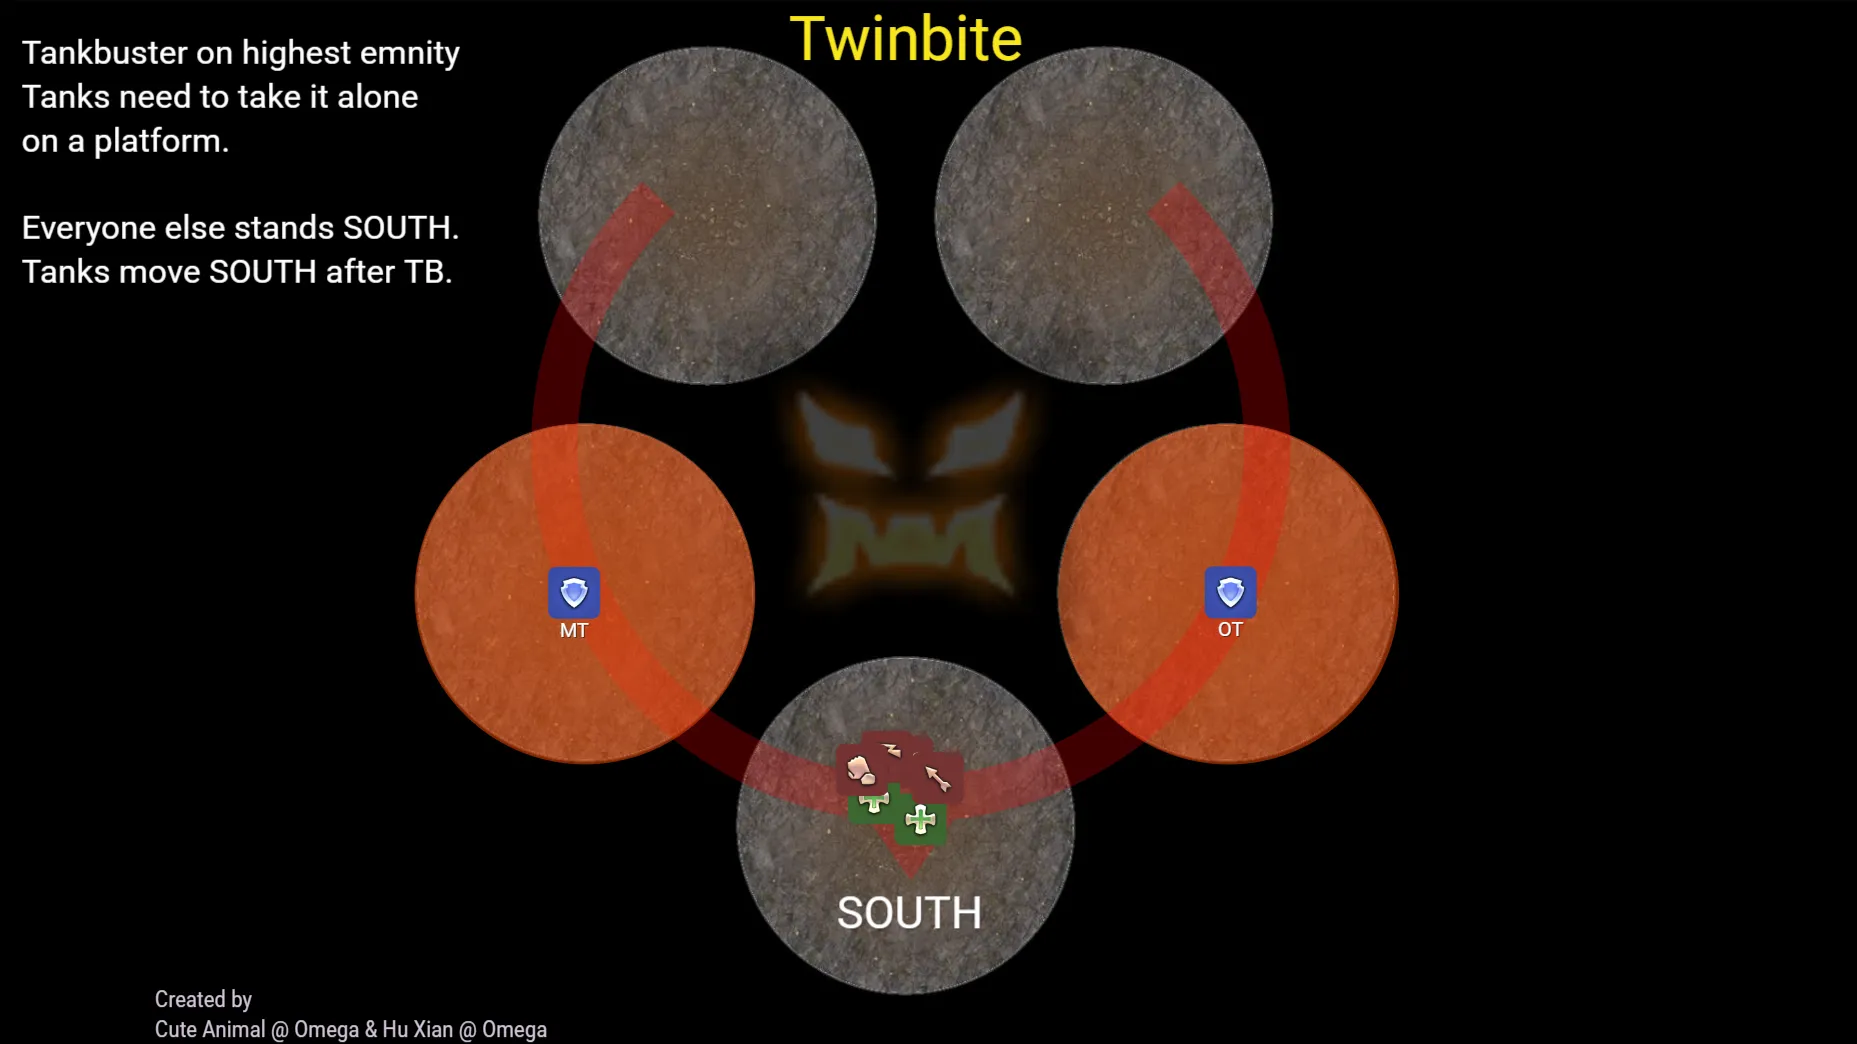 Twinbite
Tankbuster on highest emnity
Tanks need to take it alone
on a platform.
Everyone else stands SOUTH.
Tanks move SOUTH after TB.
MT
OT
SOUTH
Created by
Cute Animal @ Omega & Hu Xian @ Omega